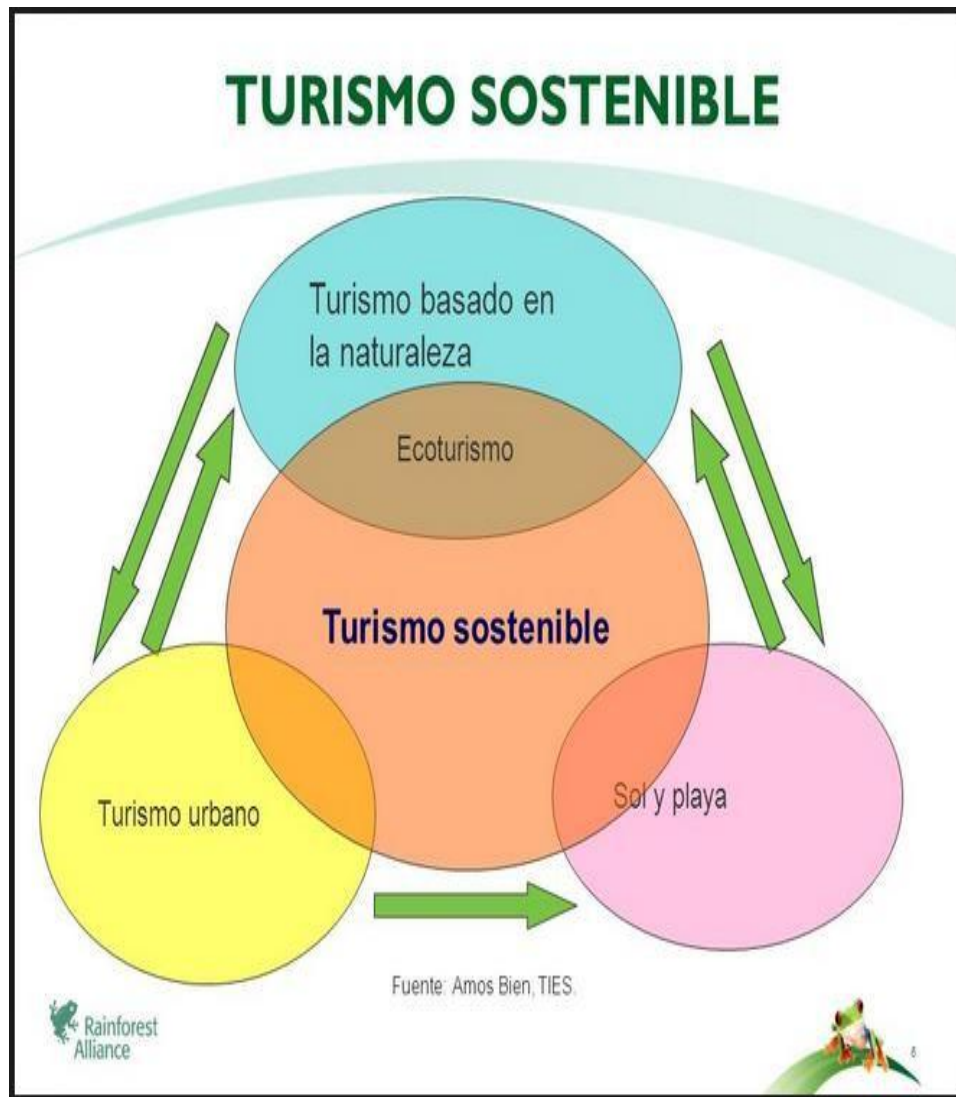 TURISMO SOSTENIBLE
Turismo basado en
la naturaleza
Ecoturismo
Turismo sostenible
Turismo urbano
Sol y playa
Fuente: Amos Bien, TIES.
Rainforest
Alliance
6